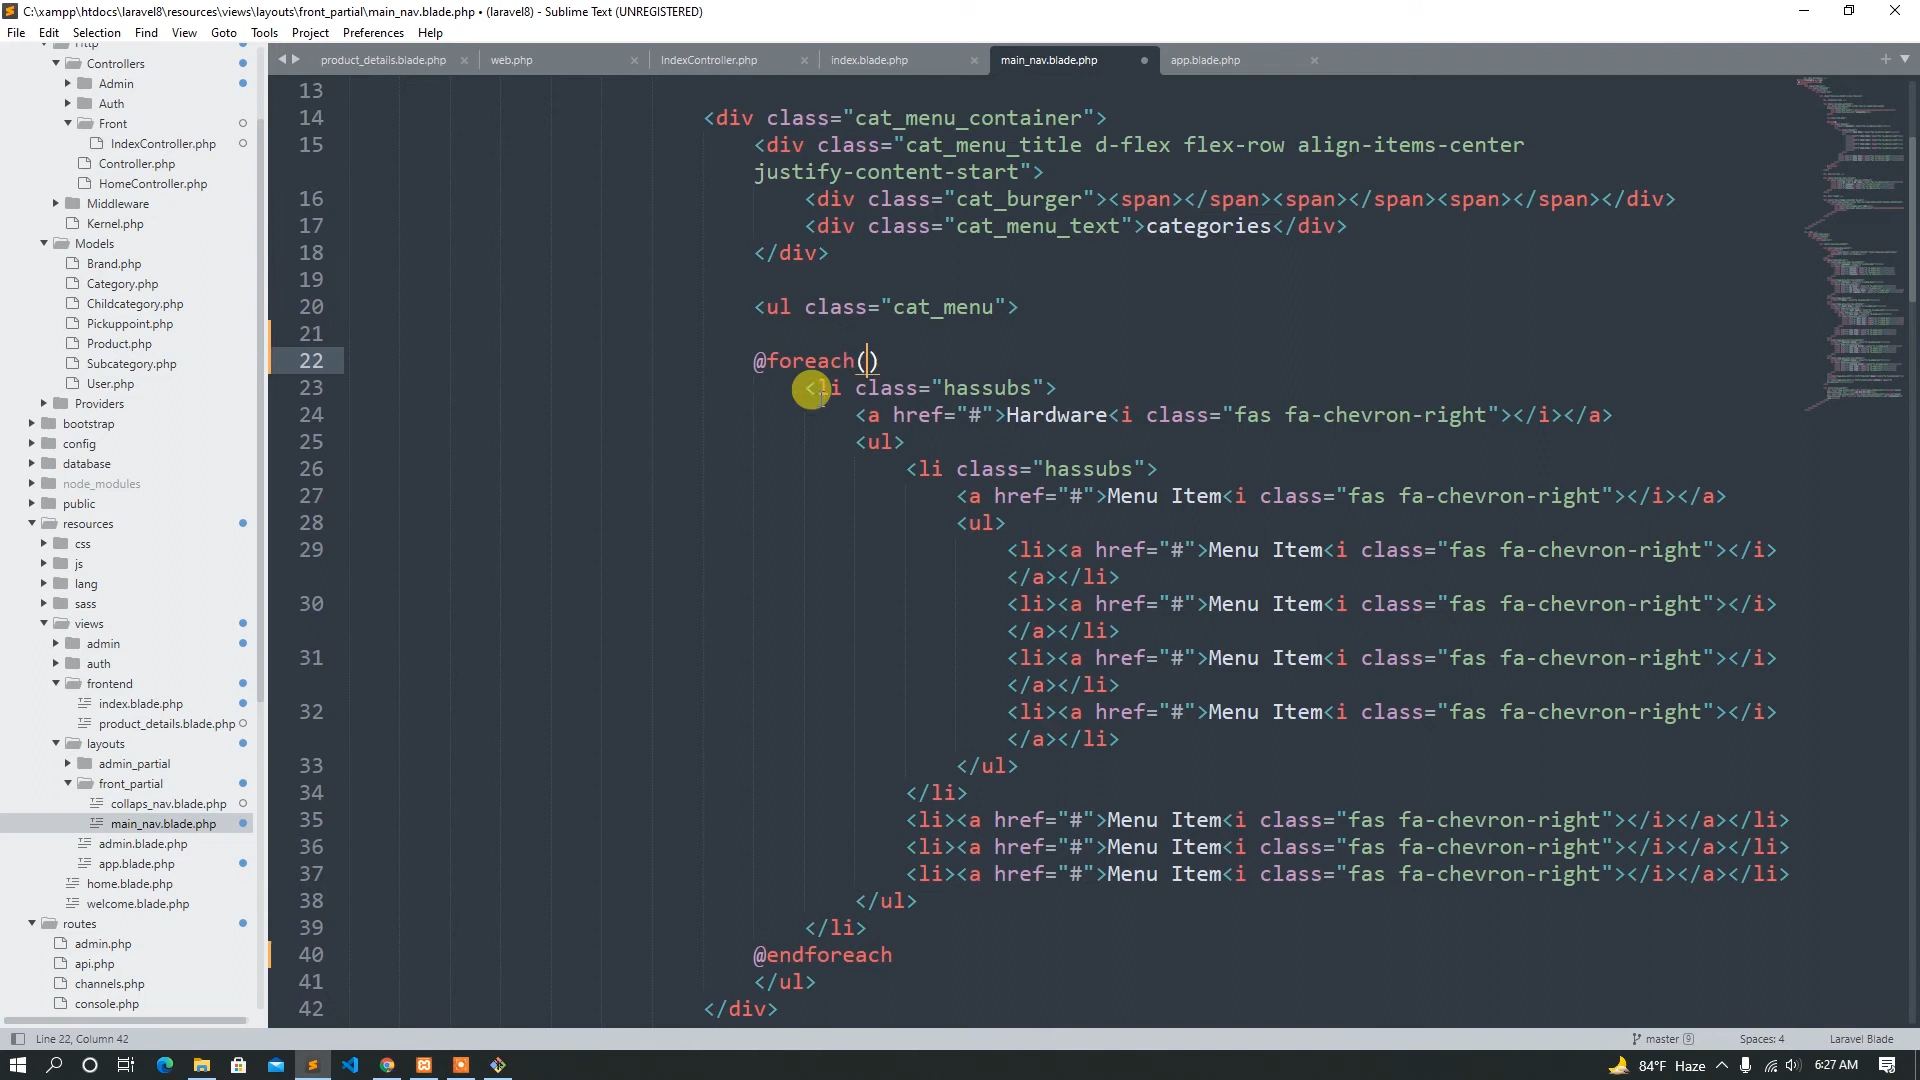 C:\xampp\htdocs\laravel8\resources\views\layouts\front_partial\main_nav.blade.php • (laravel8) - Sublime Text (UNREGISTERED)
File Edit Selection Find View Goto Tools Project Preferences Help
product_details.blade.php
web.php
IndexController.php
index.blade.php
main_nav.blade.php
app.blade.php
Http
Controllers
Admin
Auth
Front
IndexController.php
Controller.php
HomeController.php
Middleware
Kernel.php
Models
Brand.php
Category.php
Childcategory.php
Pickuppoint.php
Product.php
Subcategory.php
User.php
Providers
bootstrap
config
database
node_modules
public
resources
css
js
lang
sass
views
admin
auth
frontend
index.blade.php
product_details.blade.php
layouts
admin_partial
front_partial
collaps_nav.blade.php
main_nav.blade.php
admin.blade.php
app.blade.php
home.blade.php
welcome.blade.php
routes
admin.php
api.php
channels.php
console.php
13
14 <div class="cat_menu_container">
15 <div class="cat_menu_title d-flex flex-row align-items-center
justify-content-start">
16 <div class="cat_burger"><span></span><span></span><span></span></div>
17 <div class="cat_menu_text">categories</div>
18 </div>
19
20 <ul class="cat_menu">
21
22 @foreach()
23 <li class="hassubs">
24 <a href="#">Hardware<i class="fas fa-chevron-right"></i></a>
25 <ul>
26 <li class="hassubs">
27 <a href="#">Menu Item<i class="fas fa-chevron-right"></i></a>
28 <ul>
29 <li><a href="#">Menu Item<i class="fas fa-chevron-right"></i>
</a></li>
30 <li><a href="#">Menu Item<i class="fas fa-chevron-right"></i>
</a></li>
31 <li><a href="#">Menu Item<i class="fas fa-chevron-right"></i>
</a></li>
32 <li><a href="#">Menu Item<i class="fas fa-chevron-right"></i>
</a></li>
33 </ul>
34 </li>
35 <li><a href="#">Menu Item<i class="fas fa-chevron-right"></i></a></li>
36 <li><a href="#">Menu Item<i class="fas fa-chevron-right"></i></a></li>
37 <li><a href="#">Menu Item<i class="fas fa-chevron-right"></i></a></li>
38 </ul>
39 </li>
40 @endforeach
41 </ul>
42 </div>
Line 22, Column 42
master 9
Spaces: 4
Laravel Blade
84°F Haze
6:27 AM